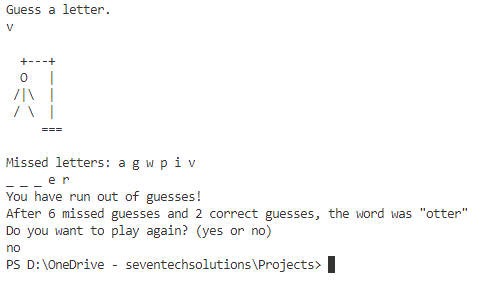 Guess a letter.
v
  +---+
  O   |
 /|\  |
 / \  |
     ===
Missed letters: a g w p i v
_ _ _ e r
You have run out of guesses!
After 6 missed guesses and 2 correct guesses, the word was "otter"
Do you want to play again? (yes or no)
no
PS D:\OneDrive - seventechsolutions\Projects>